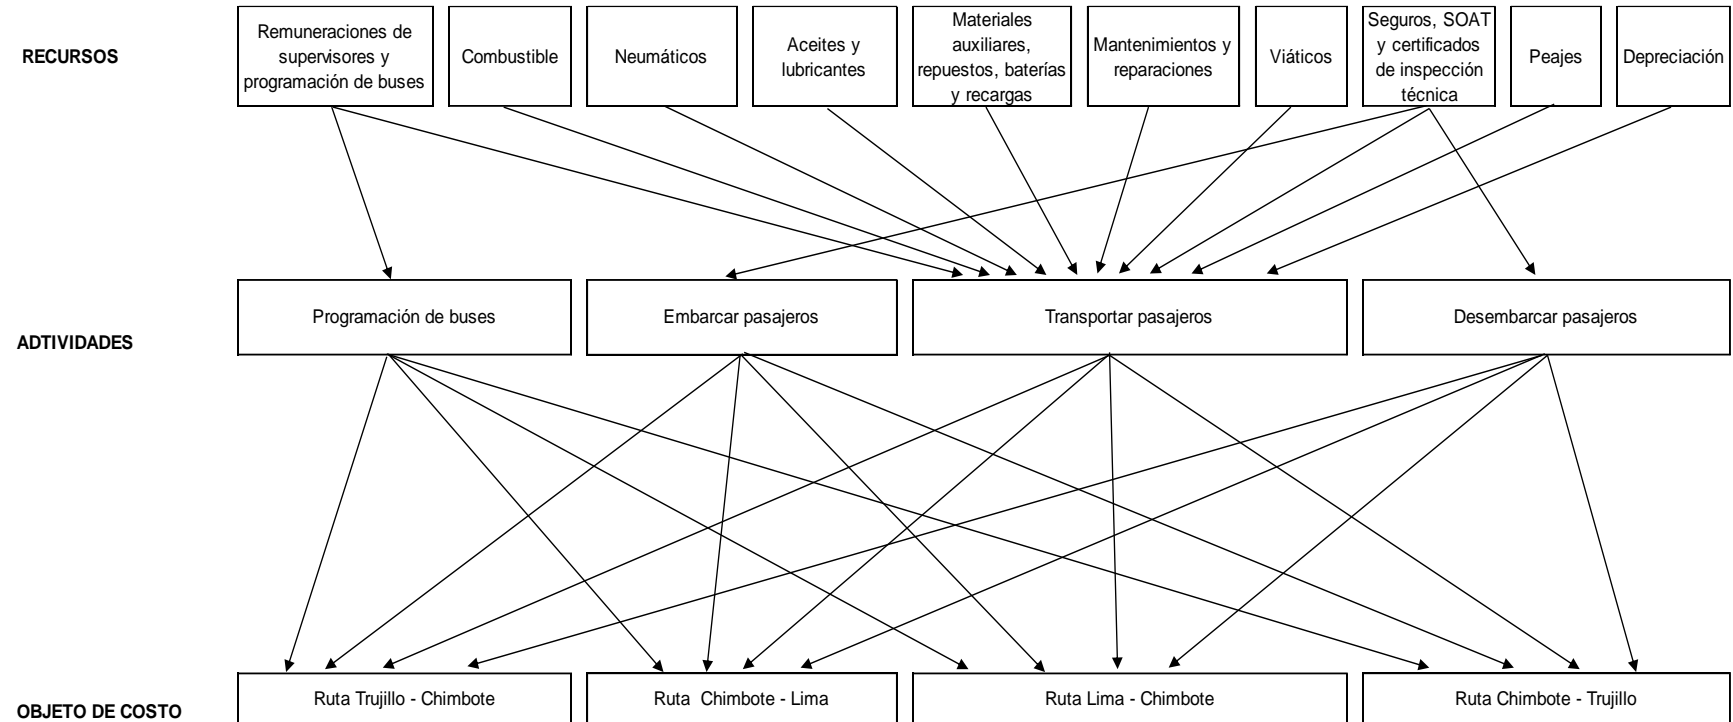 RECURSOS
Remuneraciones de
supervisores y
programación de buses
Combustible
Neumáticos
Aceites y
lubricantes
Materiales
auxiliares,
repuestos, baterías
y recargas
Mantenimientos y
reparaciones
Viáticos
Seguros, SOAT
y certificados
de inspección
técnica
Peajes
Depreciación
ADTIVIDADES
Programación de buses
Embarcar pasajeros
Transportar pasajeros
Desembarcar pasajeros
OBJETO DE COSTO
Ruta Trujillo - Chimbote
Ruta Chimbote - Lima
Ruta Lima - Chimbote
Ruta Chimbote - Trujillo